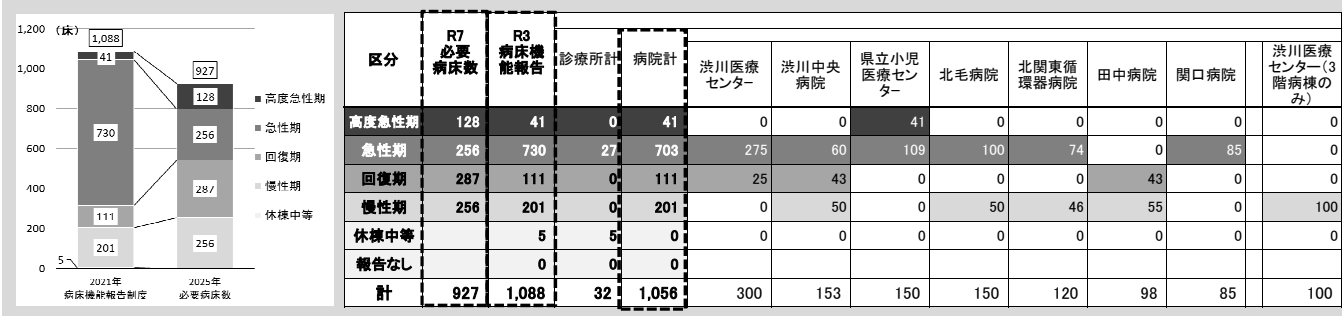 1,200 (床)
1,088
41
1,000
927
128
800
730
256
600
400
287
111
200
201
256
5
0
2021年
病床機能報告制度
2025年
必要病床数
高度急性期
急性期
回復期
慢性期
休棟中等
区分 R7 必要病床数 R3 病床機能報告 診療所計 病院計 渋川医療センター 渋川中央病院 県立小児医療センター 北毛病院 北関東循環器病院 田中病院 関口病院 渋川医療センター(3階病棟のみ)
高度急性期 128 41 0 41 0 0 41 0 0 0 0 0
急性期 256 730 27 703 275 60 109 100 74 0 85 0
回復期 287 111 0 111 25 43 0 0 0 43 0 0
慢性期 256 201 0 201 0 50 0 50 46 55 0 100
休棟中等 5 5 0 0 0 0 0 0 0 0 0
報告なし 0 0 0
計 927 1,088 32 1,056 300 153 150 150 120 98 85 100